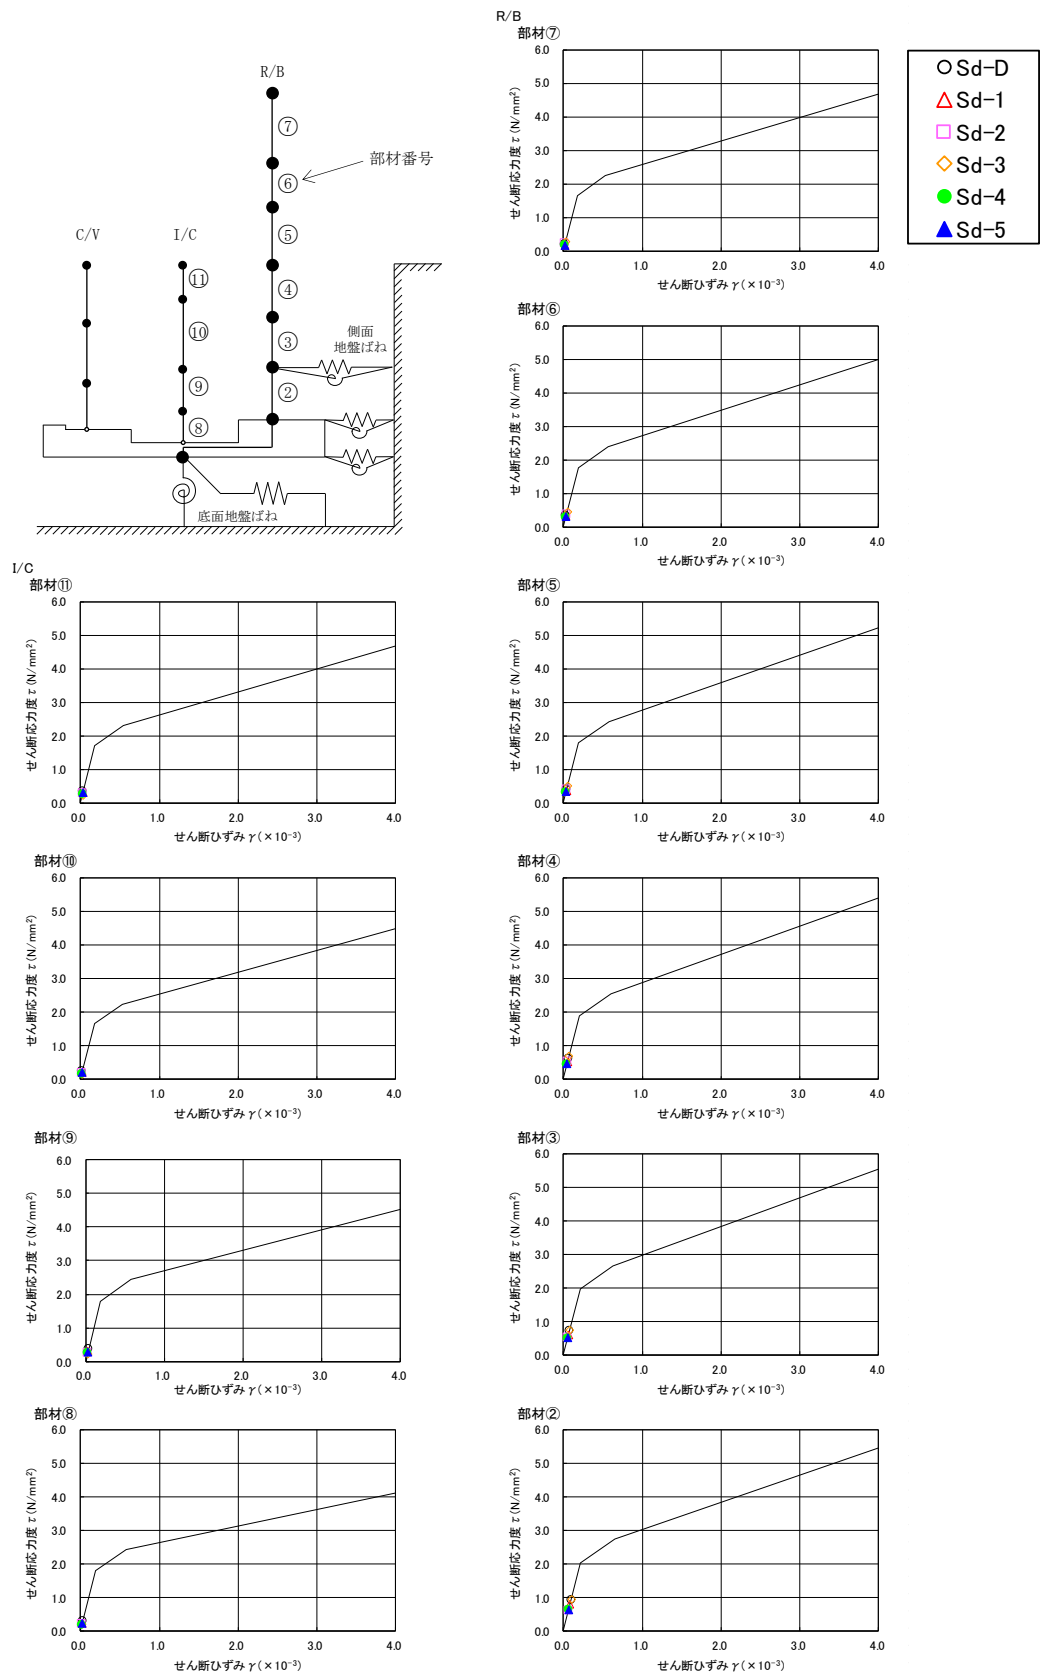 R/B
⑦
⑥
部材番号
⑤
C/V
I/C
⑪
④
⑩
③
側面
地盤ばね
⑨
②
⑧
底面地盤ばね
Sd-D
Sd-1
Sd-2
Sd-3
Sd-4
Sd-5
R/B
部材⑦
せん断応力度 τ (N/mm²)
6.0
5.0
4.0
3.0
2.0
1.0
0.0
0.0 1.0 2.0 3.0 4.0
せん断ひずみ γ (×10⁻³)
部材⑥
せん断応力度 τ (N/mm²)
6.0
5.0
4.0
3.0
2.0
1.0
0.0
0.0 1.0 2.0 3.0 4.0
せん断ひずみ γ (×10⁻³)
I/C
部材⑪
せん断応力度 τ (N/mm²)
6.0
5.0
4.0
3.0
2.0
1.0
0.0
0.0 1.0 2.0 3.0 4.0
せん断ひずみ γ (×10⁻³)
部材⑤
せん断応力度 τ (N/mm²)
6.0
5.0
4.0
3.0
2.0
1.0
0.0
0.0 1.0 2.0 3.0 4.0
せん断ひずみ γ (×10⁻³)
部材⑩
せん断応力度 τ (N/mm²)
6.0
5.0
4.0
3.0
2.0
1.0
0.0
0.0 1.0 2.0 3.0 4.0
せん断ひずみ γ (×10⁻³)
部材④
せん断応力度 τ (N/mm²)
6.0
5.0
4.0
3.0
2.0
1.0
0.0
0.0 1.0 2.0 3.0 4.0
せん断ひずみ γ (×10⁻³)
部材⑨
せん断応力度 τ (N/mm²)
6.0
5.0
4.0
3.0
2.0
1.0
0.0
0.0 1.0 2.0 3.0 4.0
せん断ひずみ γ (×10⁻³)
部材③
せん断応力度 τ (N/mm²)
6.0
5.0
4.0
3.0
2.0
1.0
0.0
0.0 1.0 2.0 3.0 4.0
せん断ひずみ γ (×10⁻³)
部材⑧
せん断応力度 τ (N/mm²)
6.0
5.0
4.0
3.0
2.0
1.0
0.0
0.0 1.0 2.0 3.0 4.0
せん断ひずみ γ (×10⁻³)
部材②
せん断応力度 τ (N/mm²)
6.0
5.0
4.0
3.0
2.0
1.0
0.0
0.0 1.0 2.0 3.0 4.0
せん断ひずみ γ (×10⁻³)